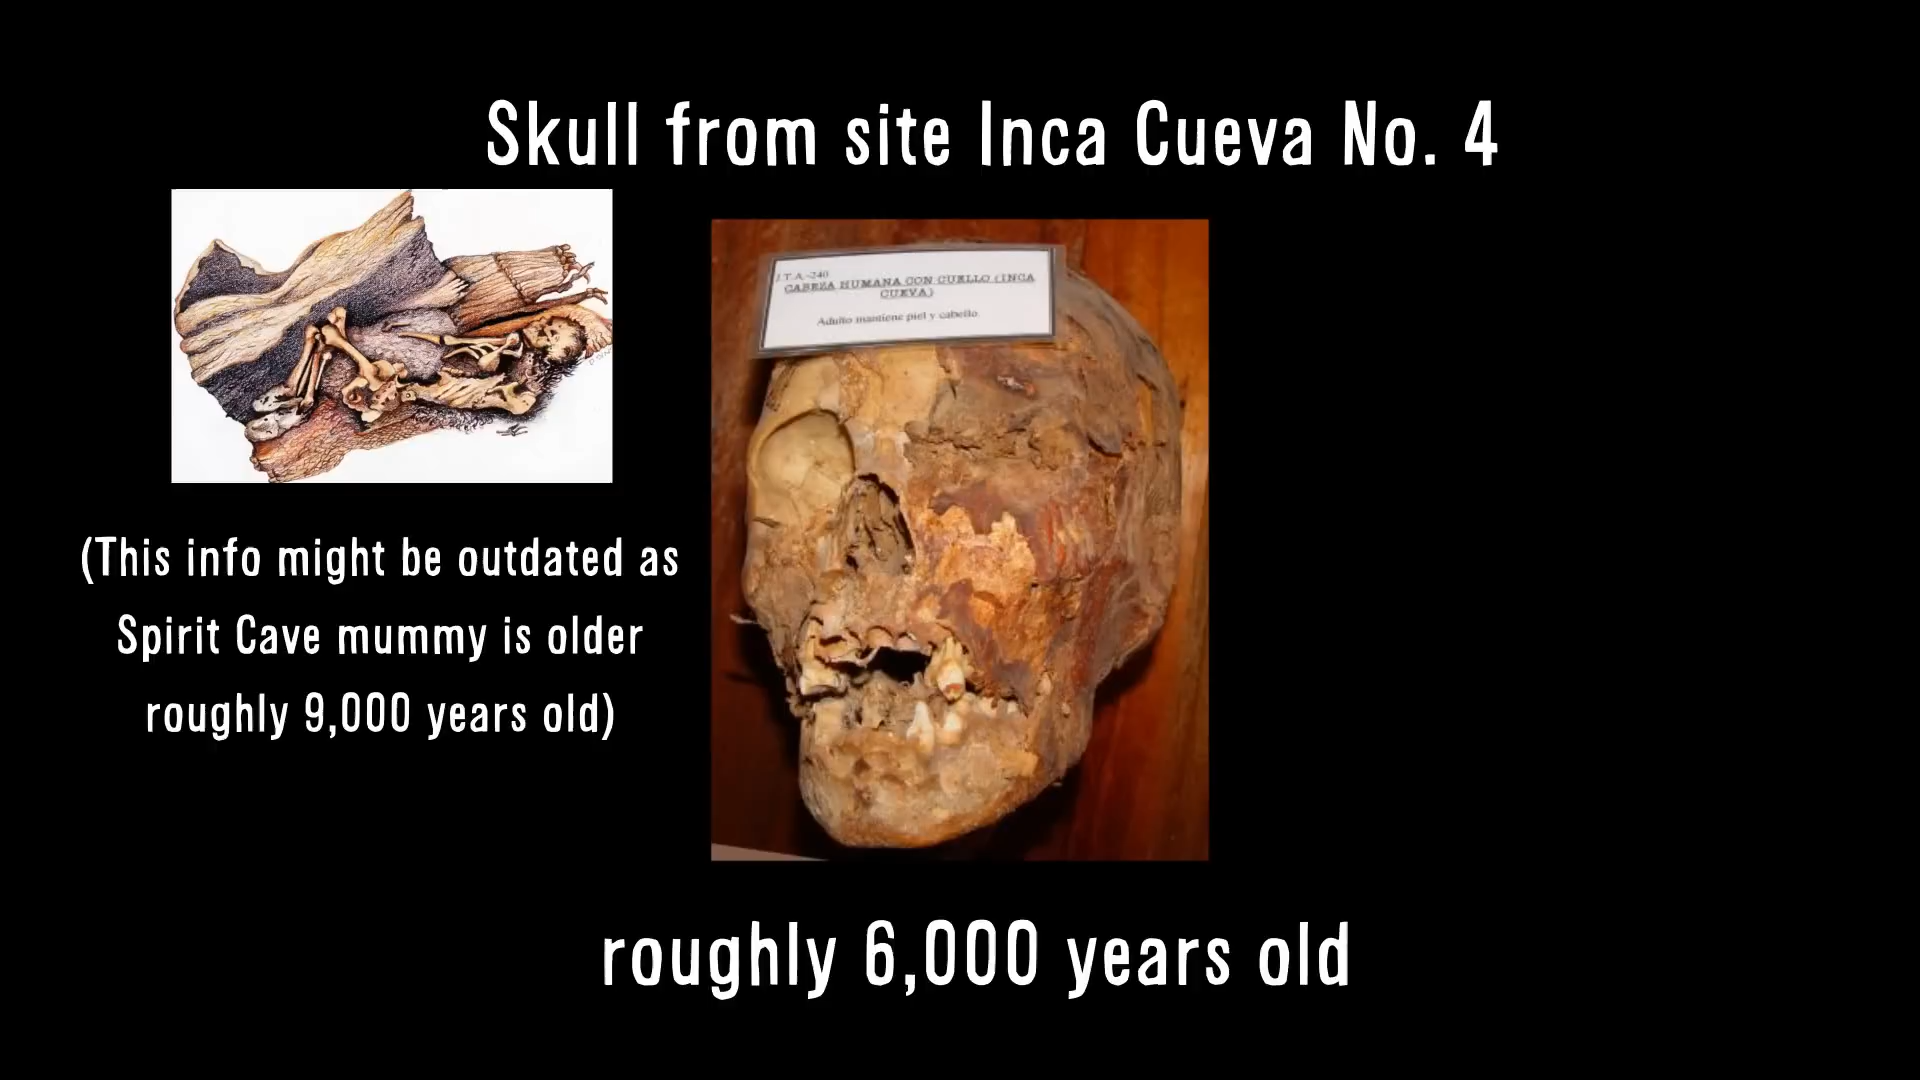 Skull from site Inca Cueva No. 4
J.T.A.-240
CABEZA HUMANA CON CUELLO (INCA
CUEVA)
Adulto mantiene piel y cabello.
(This info might be outdated as
Spirit Cave mummy is older
roughly 9,000 years old)
roughly 6,000 years old